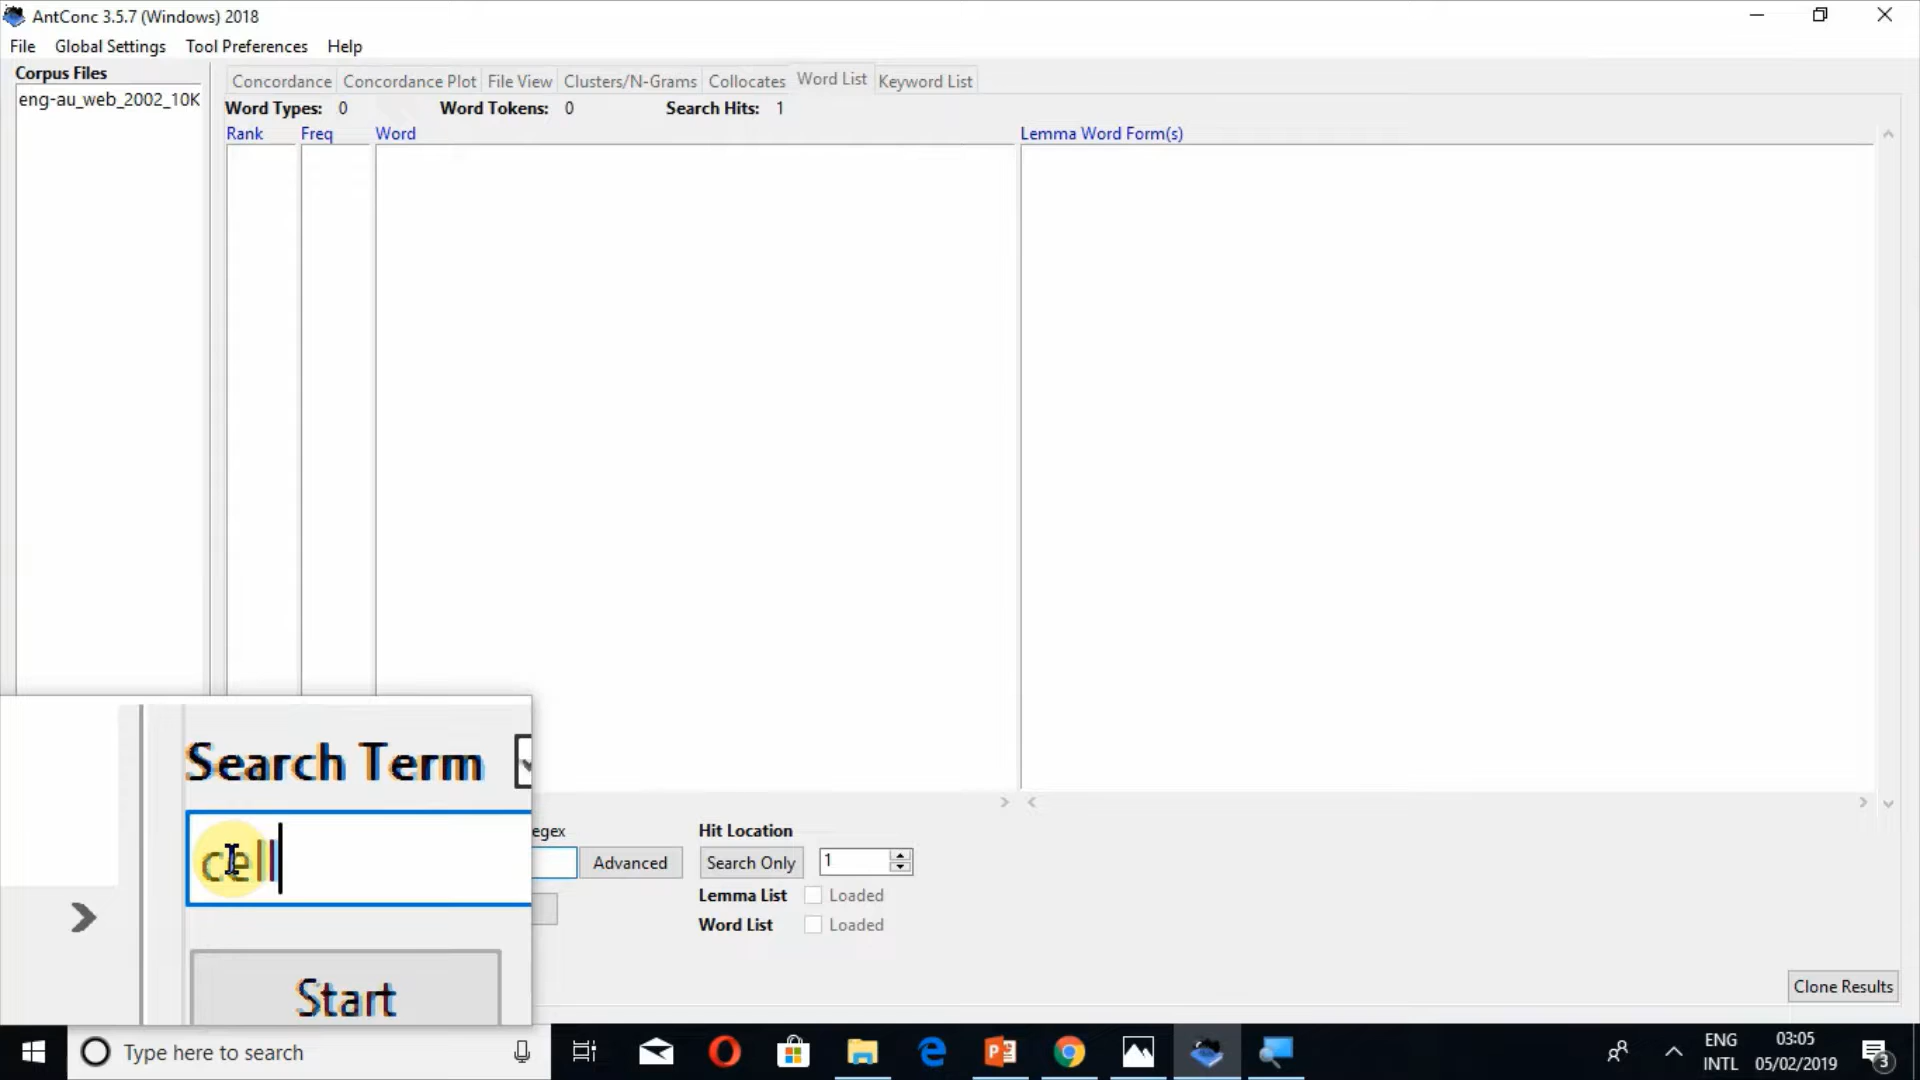 AntConc 3.5.7 (Windows) 2018
File Global Settings Tool Preferences Help
Corpus Files
eng-au_web_2002_10K
Concordance Concordance Plot File View Clusters/N-Grams Collocates Word List Keyword List
Word Types: 0 Word Tokens: 0 Search Hits: 1
Rank Freq Word Lemma Word Form(s)
Search Term
cell
Start
egex
Advanced
Hit Location
Search Only 1
Lemma List Loaded
Word List Loaded
Clone Results
Type here to search
ENG
INTL
03:05
05/02/2019
3